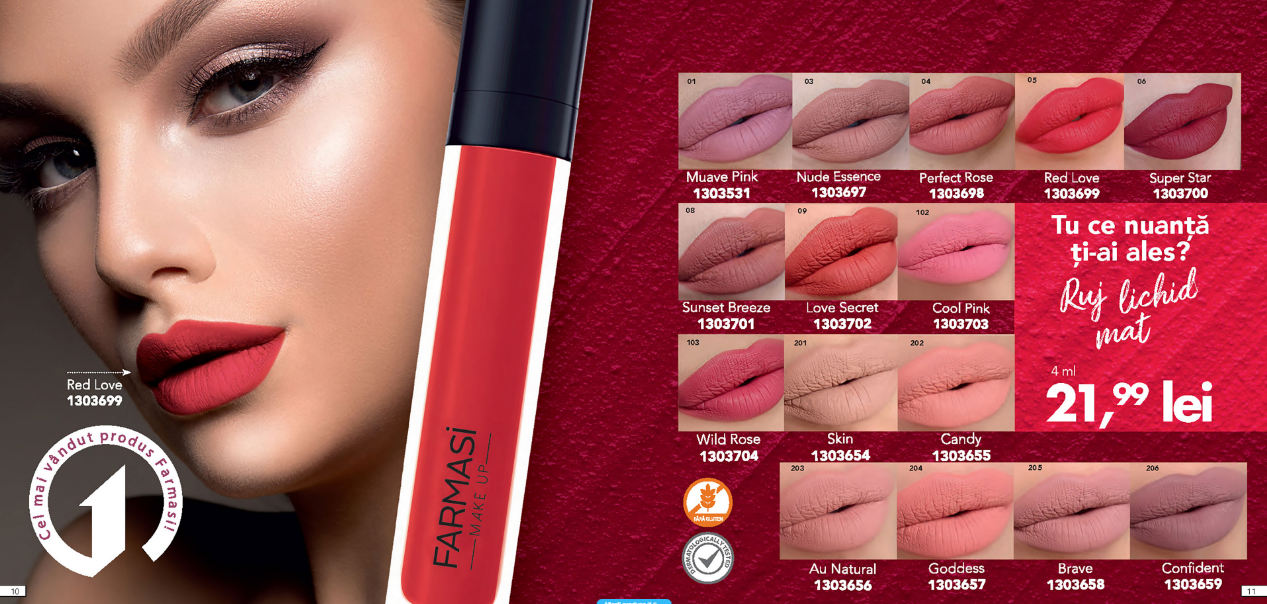 Red Love
1303699
Cel mai vândut produs Farmasi!
1
FARMASi
MAKE UP
10
01
Muave Pink
1303531
03
Nude Essence
1303697
04
Perfect Rose
1303698
05
Red Love
1303699
06
Super Star
1303700
08
Sunset Breeze
1303701
09
Love Secret
1303702
102
Cool Pink
1303703
Tu ce nuanță
ți-ai ales?
Ruj lichid
mat
4 ml
21,99 lei
103
Wild Rose
1303704
201
Skin
1303654
202
Candy
1303655
FĂRĂ GLUTEN
DERMATOLOGICALLY TESTED
203
Au Natural
1303656
204
Goddess
1303657
205
Brave
1303658
206
Confident
1303659
11